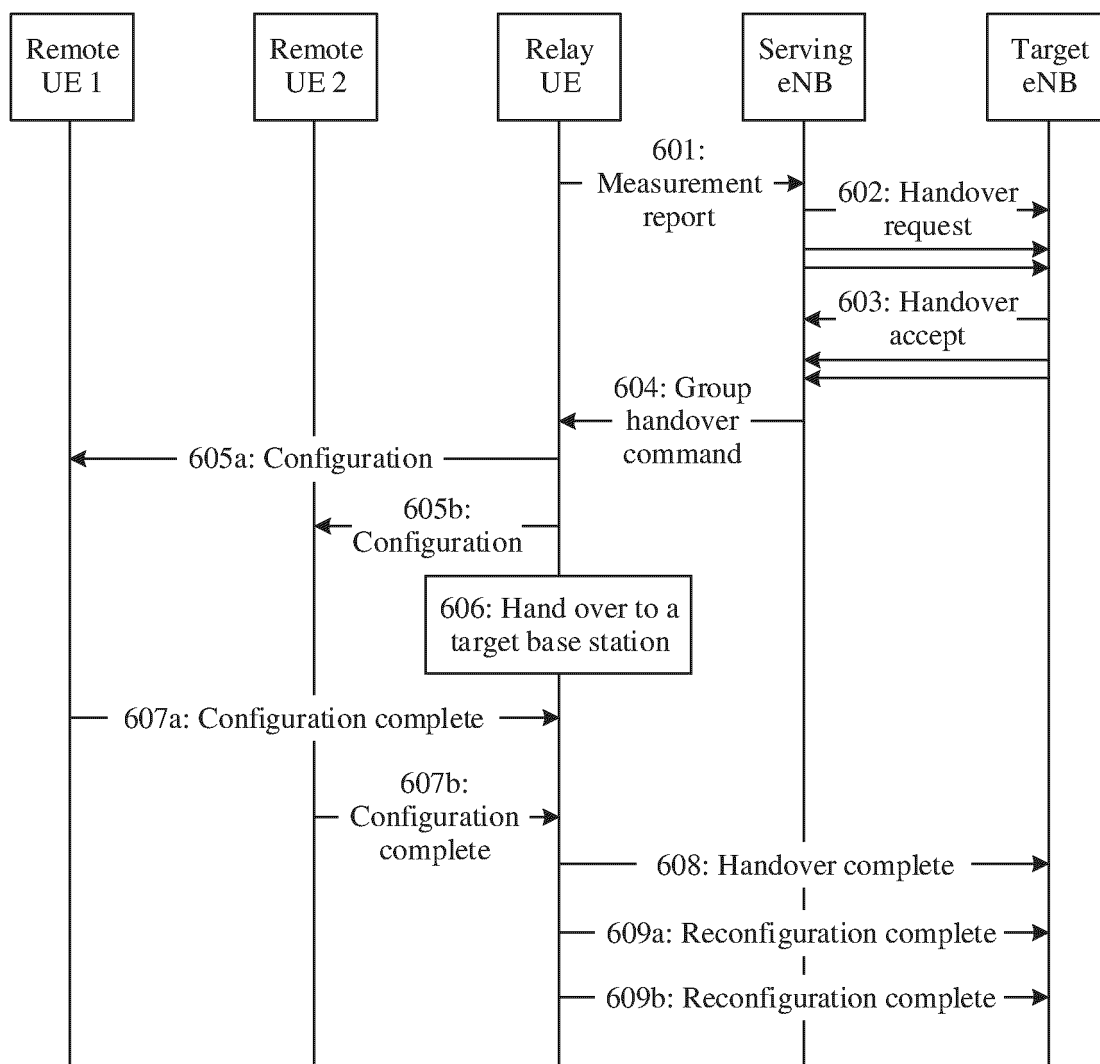 Remote
UE 1
Remote
UE 2
Relay
UE
Serving
eNB
Target
eNB
601:
Measurement
report
602: Handover
request
603: Handover
accept
604: Group
handover
command
605a: Configuration
605b:
Configuration
606: Hand over to a
target base station
607a: Configuration complete
607b:
Configuration
complete
608: Handover complete
609a: Reconfiguration complete
609b: Reconfiguration complete